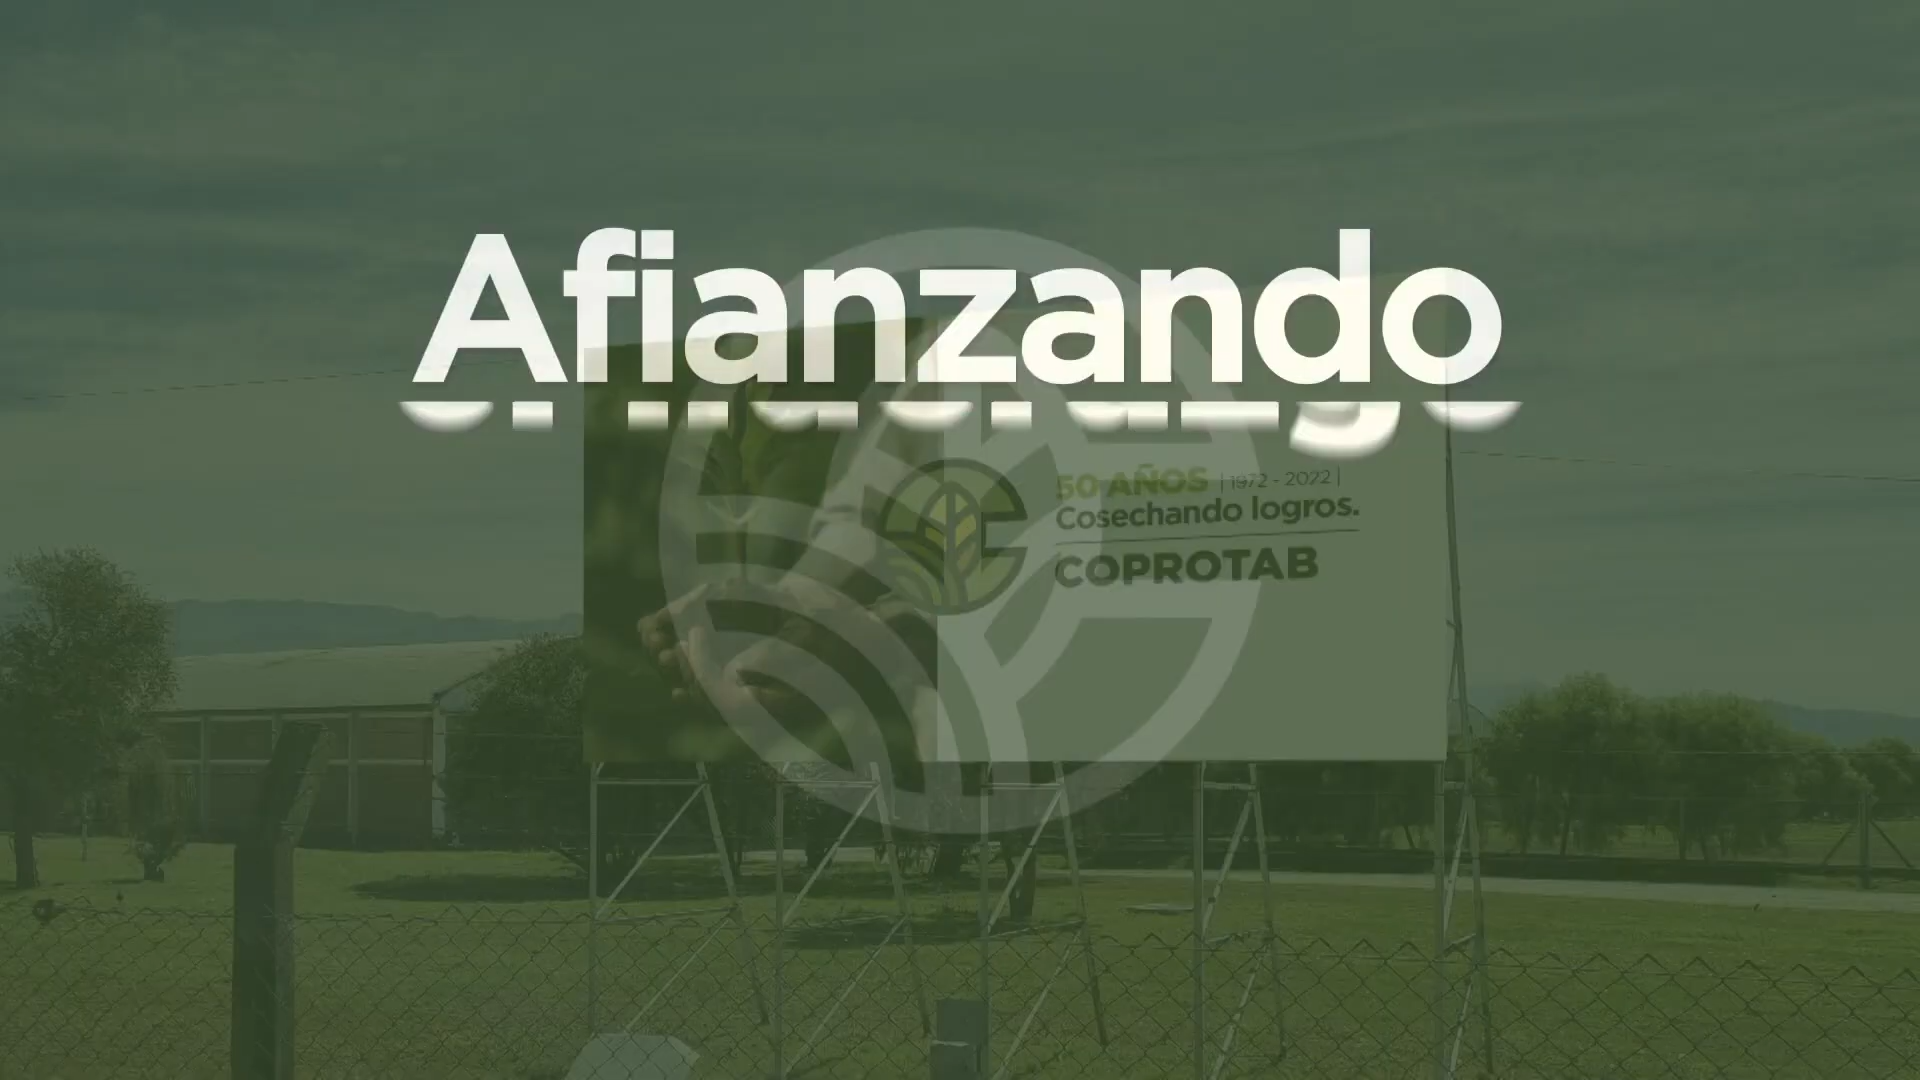 Afianzando
50 AÑOS | 1972 - 2022 |
Cosechando logros.
COPROTAB